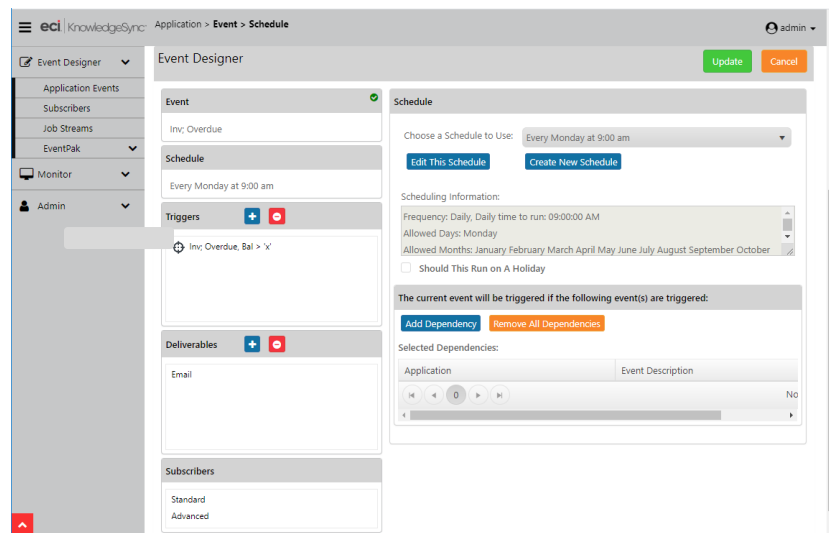 eci KnowledgeSync
Application > Event > Schedule
admin
Event Designer
Application Events
Subscribers
Job Streams
EventPak
Monitor
Admin
Event Designer
Update
Cancel
Event
Inv; Overdue
Schedule
Every Monday at 9:00 am
Triggers
Inv; Overdue, Bal > 'x'
Deliverables
Email
Subscribers
Standard
Advanced
Schedule
Choose a Schedule to Use: Every Monday at 9:00 am
Edit This Schedule Create New Schedule
Scheduling Information:
Frequency: Daily, Daily time to run: 09:00:00 AM
Allowed Days: Monday
Allowed Months: January February March April May June July August September October
Should This Run on A Holiday
The current event will be triggered if the following event(s) are triggered:
Add Dependency Remove All Dependencies
Selected Dependencies:
Application Event Description
0 No